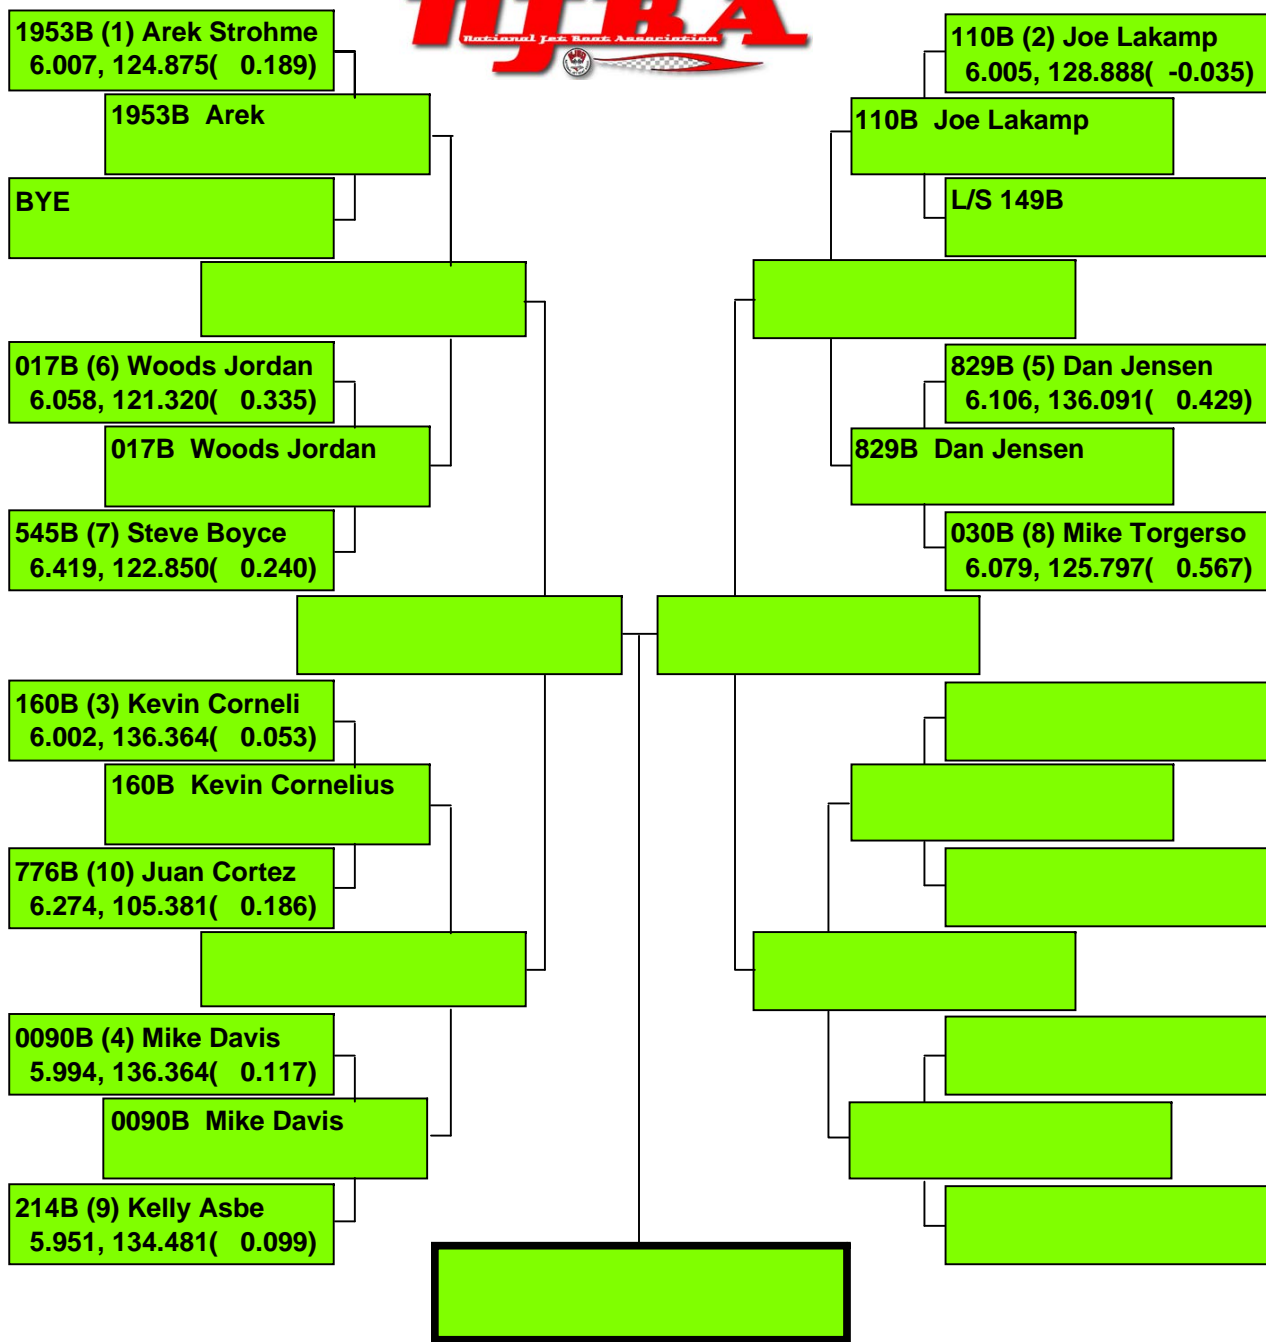 NJBA
National Jet Boat Association
1953B (1) Arek Strohme
6.007, 124.875( 0.189)
1953B Arek
BYE
017B (6) Woods Jordan
6.058, 121.320( 0.335)
017B Woods Jordan
545B (7) Steve Boyce
6.419, 122.850( 0.240)
160B (3) Kevin Corneli
6.002, 136.364( 0.053)
160B Kevin Cornelius
776B (10) Juan Cortez
6.274, 105.381( 0.186)
0090B (4) Mike Davis
5.994, 136.364( 0.117)
0090B Mike Davis
214B (9) Kelly Asbe
5.951, 134.481( 0.099)
110B (2) Joe Lakamp
6.005, 128.888( -0.035)
110B Joe Lakamp
L/S 149B
829B (5) Dan Jensen
6.106, 136.091( 0.429)
829B Dan Jensen
030B (8) Mike Torgerso
6.079, 125.797( 0.567)